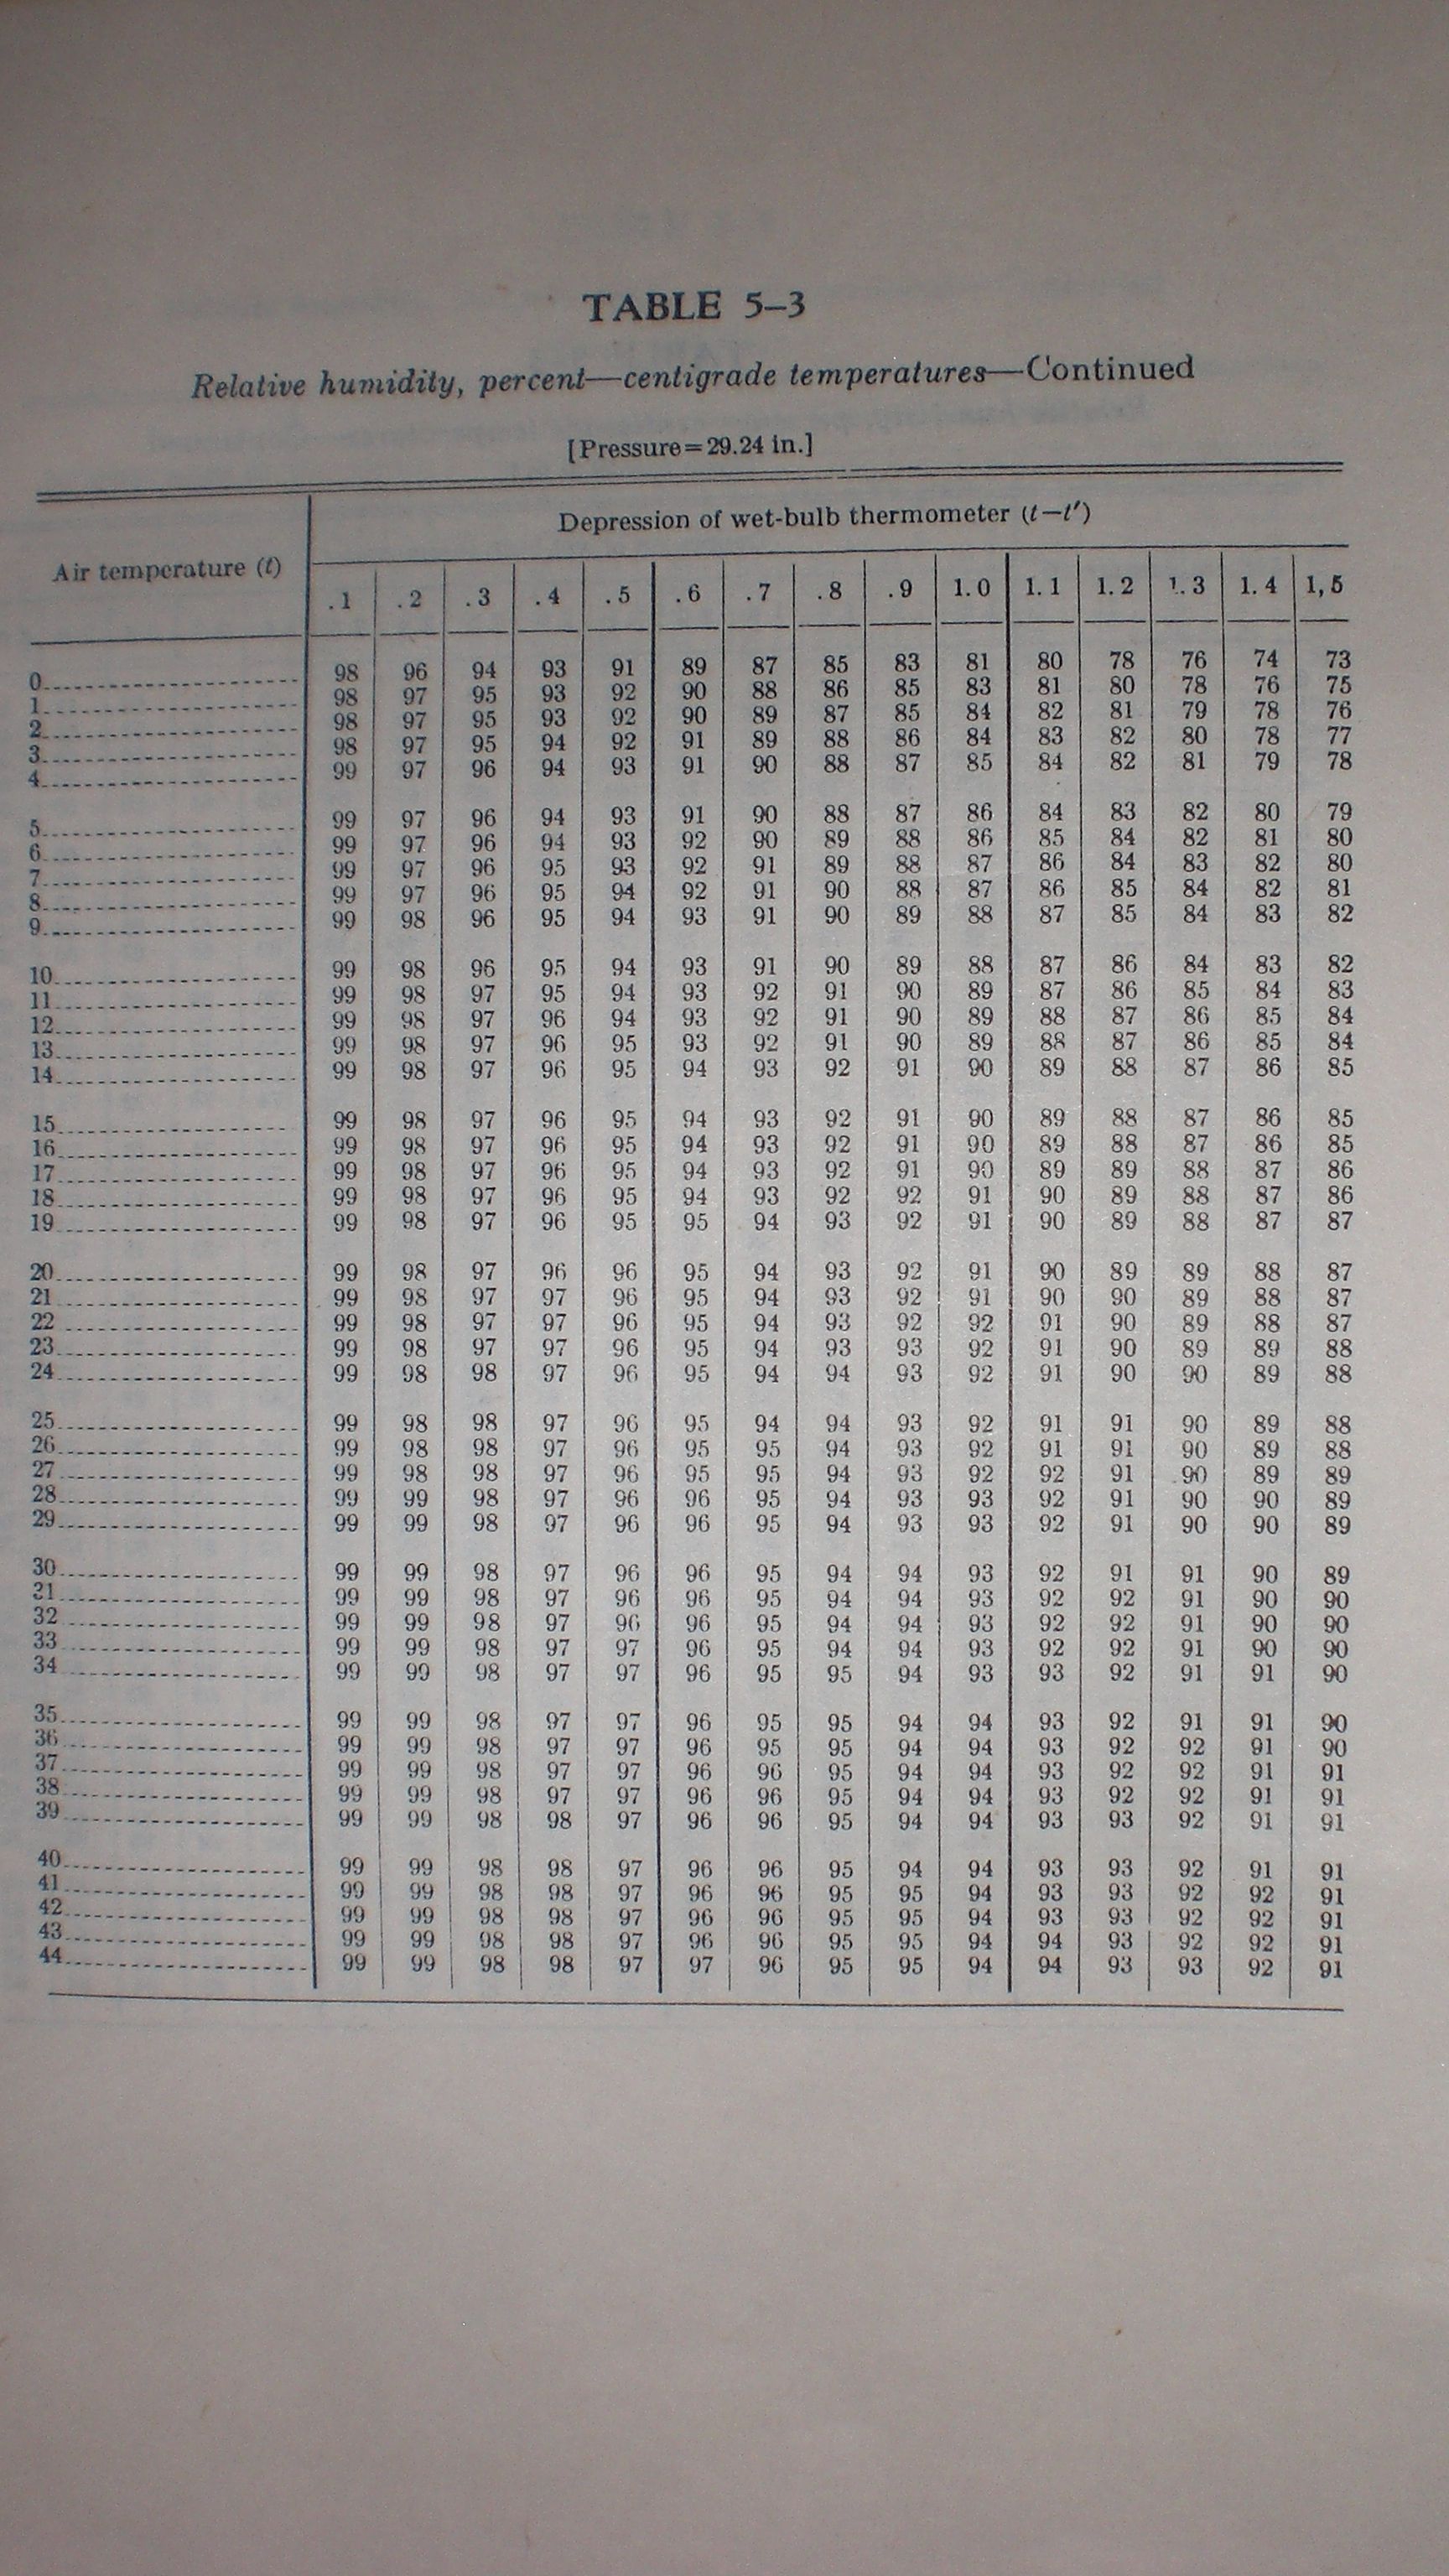 TABLE 5–3
Relative humidity, percent—centigrade temperatures—Continued
[Pressure=29.24 in.]
Air temperature (t)
Depression of wet-bulb thermometer (t—t′)
.1 .2 .3 .4 .5 .6 .7 .8 .9 1.0 1.1 1.2 1.3 1.4 1,5
0 98 96 94 93 91 89 87 85 83 81 80 78 76 74 73
1 98 97 95 93 92 90 88 86 85 83 81 80 78 76 75
2 98 97 95 93 92 90 89 87 85 84 82 81 79 78 76
3 98 97 95 94 92 91 89 88 86 84 83 82 80 78 77
4 99 97 96 94 93 91 90 88 87 85 84 82 81 79 78
5 99 97 96 94 93 91 90 88 87 86 84 83 82 80 79
6 99 97 96 94 93 92 90 89 88 86 85 84 82 81 80
7 99 97 96 95 93 92 91 89 88 87 86 84 83 82 80
8 99 97 96 95 94 92 91 90 88 87 86 85 84 82 81
9 99 98 96 95 94 93 91 90 89 88 87 85 84 83 82
10 99 98 96 95 94 93 91 90 89 88 87 86 84 83 82
11 99 98 97 95 94 93 92 91 90 89 87 86 85 84 83
12 99 98 97 96 94 93 92 91 90 89 88 87 86 85 84
13 99 98 97 96 95 93 92 91 90 89 88 87 86 85 84
14 99 98 97 96 95 94 93 92 91 90 89 88 87 86 85
15 99 98 97 96 95 94 93 92 91 90 89 88 87 86 85
16 99 98 97 96 95 94 93 92 91 90 89 88 87 86 85
17 99 98 97 96 95 94 93 92 91 90 89 89 88 87 86
18 99 98 97 96 95 94 93 92 92 91 90 89 88 87 86
19 99 98 97 96 95 95 94 93 92 91 90 89 88 87 87
20 99 98 97 96 96 95 94 93 92 91 90 89 89 88 87
21 99 98 97 97 96 95 94 93 92 91 90 90 89 88 87
22 99 98 97 97 96 95 94 93 92 92 91 90 89 88 87
23 99 98 97 97 96 95 94 93 93 92 91 90 89 89 88
24 99 98 98 97 96 95 94 94 93 92 91 90 90 89 88
25 99 98 98 97 96 95 94 94 93 92 91 91 90 89 88
26 99 98 98 97 96 95 95 94 93 92 91 91 90 89 88
27 99 98 98 97 96 95 95 94 93 92 92 91 90 89 89
28 99 99 98 97 96 96 95 94 93 93 92 91 90 90 89
29 99 99 98 97 96 96 95 94 93 93 92 91 90 90 89
30 99 99 98 97 96 96 95 94 94 93 92 91 91 90 89
31 99 99 98 97 96 96 95 94 94 93 92 92 91 90 90
32 99 99 98 97 96 96 95 94 94 93 92 92 91 90 90
33 99 99 98 97 97 96 95 94 94 93 92 92 91 90 90
34 99 99 98 97 97 96 95 95 94 93 93 92 91 91 90
35 99 99 98 97 97 96 95 95 94 94 93 92 91 91 90
36 99 99 98 97 97 96 95 95 94 94 93 92 92 91 90
37 99 99 98 97 97 96 96 95 94 94 93 92 92 91 91
38 99 99 98 97 97 96 96 95 94 94 93 92 92 91 91
39 99 99 98 98 97 96 96 95 94 94 93 93 92 91 91
40 99 99 98 98 97 96 96 95 94 94 93 93 92 91 91
41 99 99 98 98 97 96 96 95 95 94 93 93 92 92 91
42 99 99 98 98 97 96 96 95 95 94 93 93 92 92 91
43 99 99 98 98 97 96 96 95 95 94 94 93 92 92 91
44 99 99 98 98 97 97 96 95 95 94 94 93 93 92 91